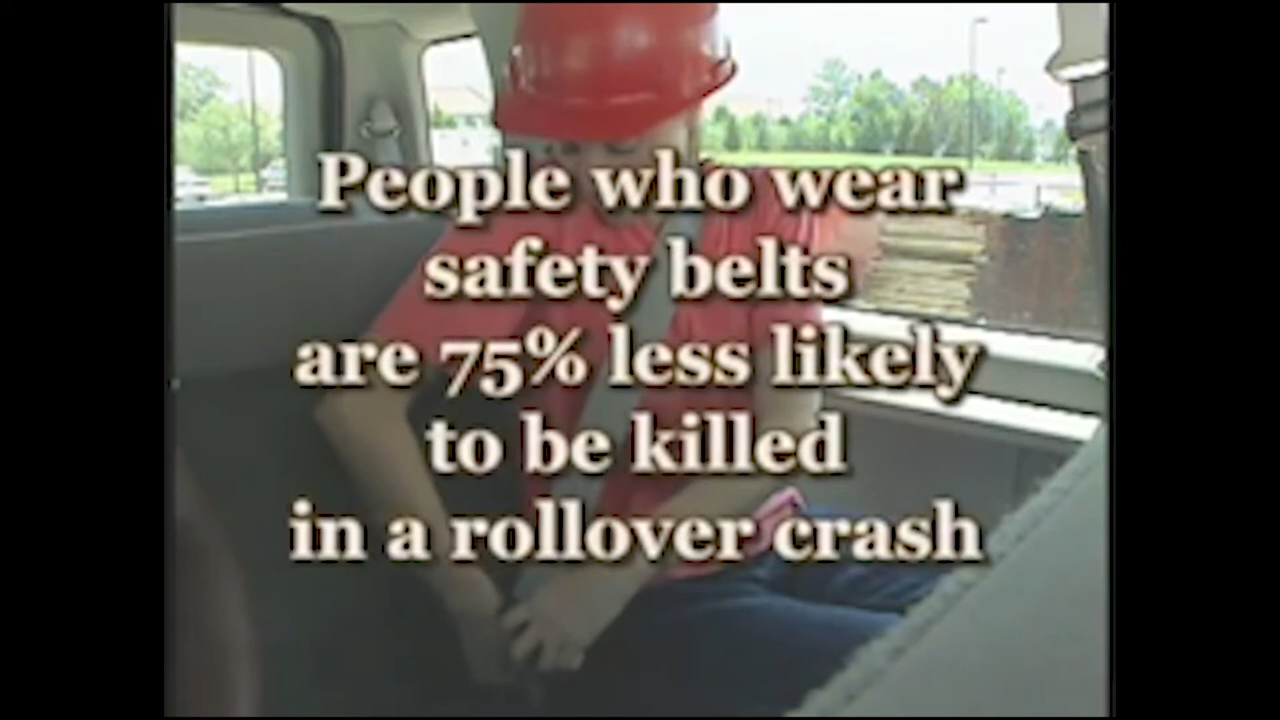 People who wear
safety belts
are 75% less likely
to be killed
in a rollover crash